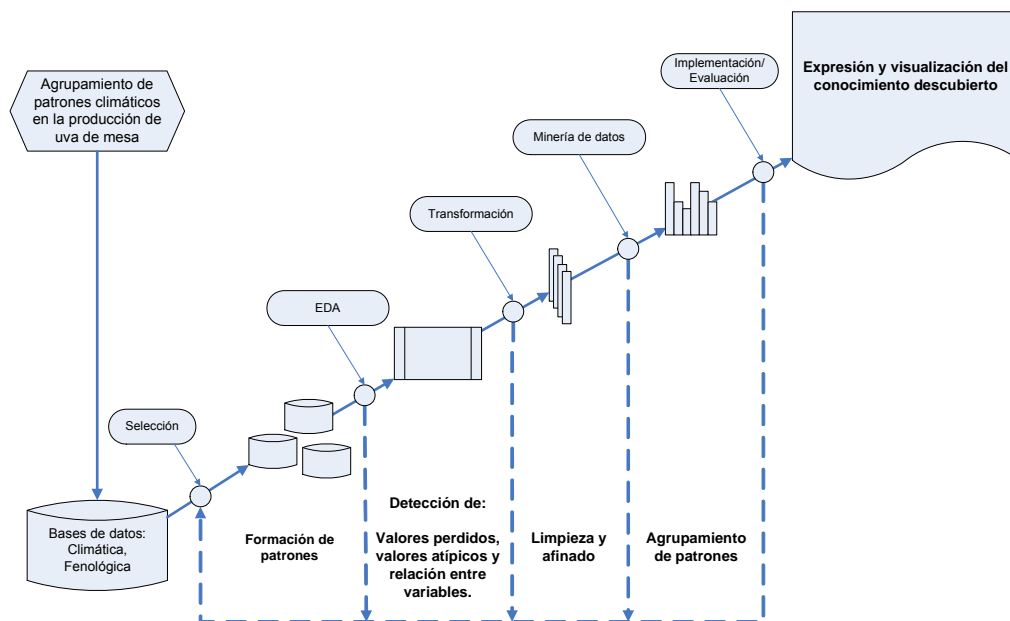 Agrupamiento de
patrones climáticos
en la producción de
uva de mesa
Implementación/
Evaluación
Expresión y visualización del
conocimiento descubierto
Minería de datos
Transformación
EDA
Selección
Bases de datos:
Climática,
Fenológica
Formación de
patrones
Detección de:
Valores perdidos,
valores atípicos y
relación entre
variables.
Limpieza y
afinado
Agrupamiento
de patrones